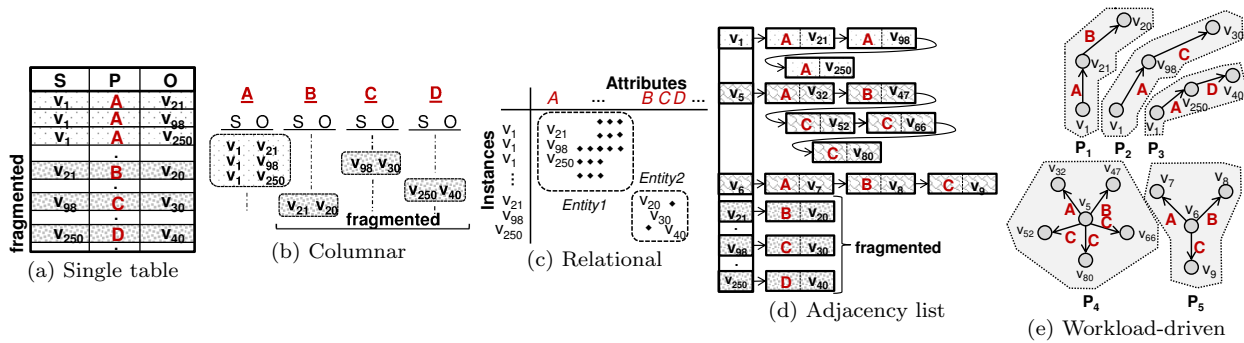 S P O
v1 A v21
v1 A v98
v1 A v250
.
v21 B v20
.
v98 C v30
.
v250 D v40
.
fragmented
(a) Single table
A B C D
S O S O S O S O
v1 v21
v1 v98
v1 v250
v98 v30
v250 v40
v21 v20
fragmented
(b) Columnar
Attributes
A ... B C D ...
Instances
v1 v21
v1 v98
v1 v250
⋮
v21
v98
v250
Entity1
Entity2
v20
v30
v40
(c) Relational
v1 A v21 A v98
A v250
v5 A v32 B v47
C v52 C v66
C v80
v6 A v7 B v8 C v9
v21 B v20
.
v98 C v30
.
v250 D v40
fragmented
(d) Adjacency list
v20
B
v21
A
v1
P1
v30
C
v98
A
v1
P2
D
v40
v250
A
v1
P3
v32 v47
v5
A B
C
v52 C C v66
v80
P4
v7 v8
v6
A B
C
v9
P5
(e) Workload-driven